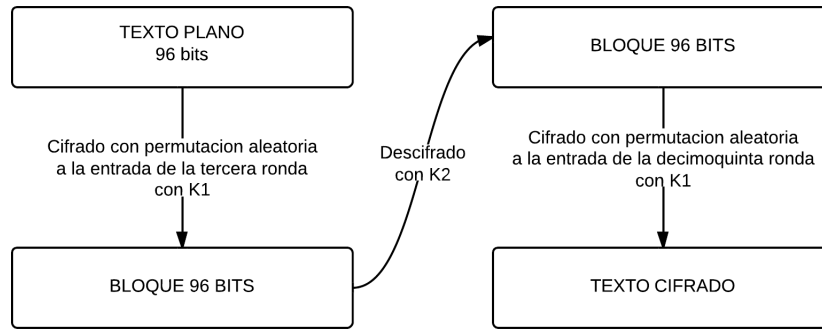 TEXTO PLANO
96 bits
Cifrado con permutacion aleatoria
a la entrada de la tercera ronda
con K1
BLOQUE 96 BITS
Descifrado
con K2
BLOQUE 96 BITS
Cifrado con permutacion aleatoria
a la entrada de la decimoquinta ronda
con K1
TEXTO CIFRADO